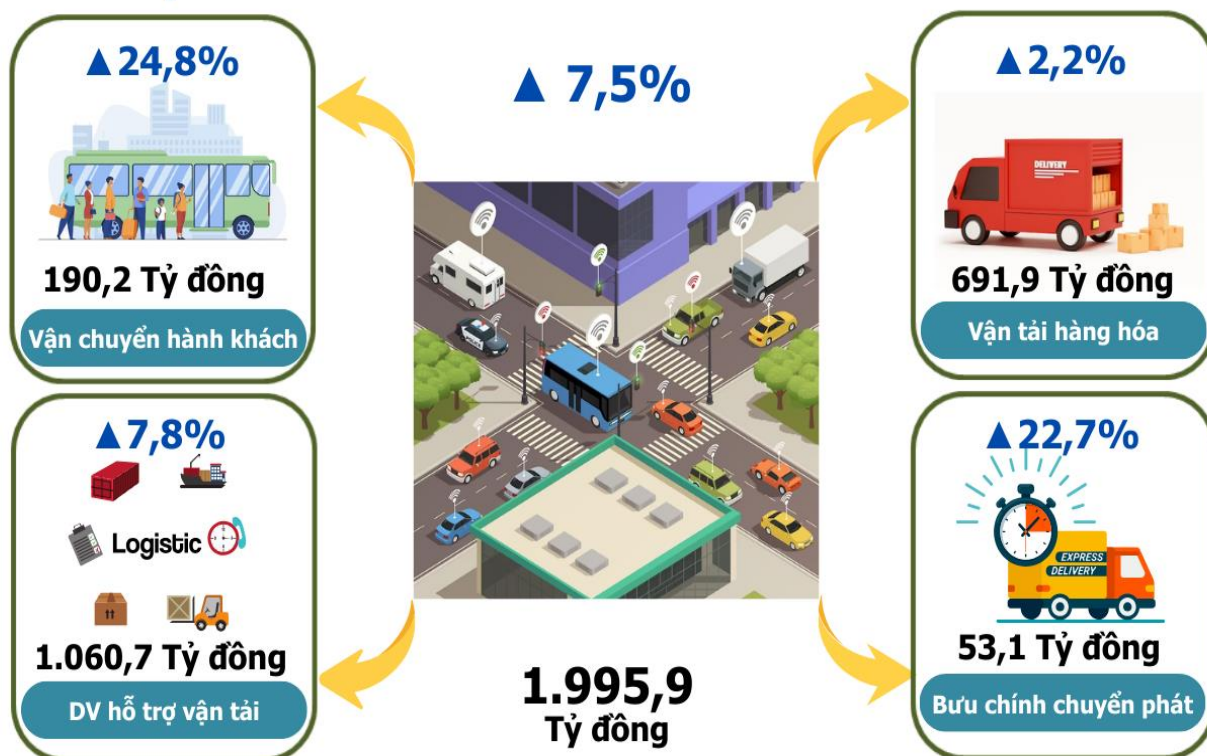 ▲24,8%
190,2 Tỷ đồng
Vận chuyển hành khách
▲ 7,5%
▲2,2%
DELIVERY
691,9 Tỷ đồng
Vận tải hàng hóa
▲7,8%
Logistic
1.060,7 Tỷ đồng
DV hỗ trợ vận tải
1.995,9
Tỷ đồng
▲22,7%
EXPRESS
DELIVERY
53,1 Tỷ đồng
Bưu chính chuyển phát